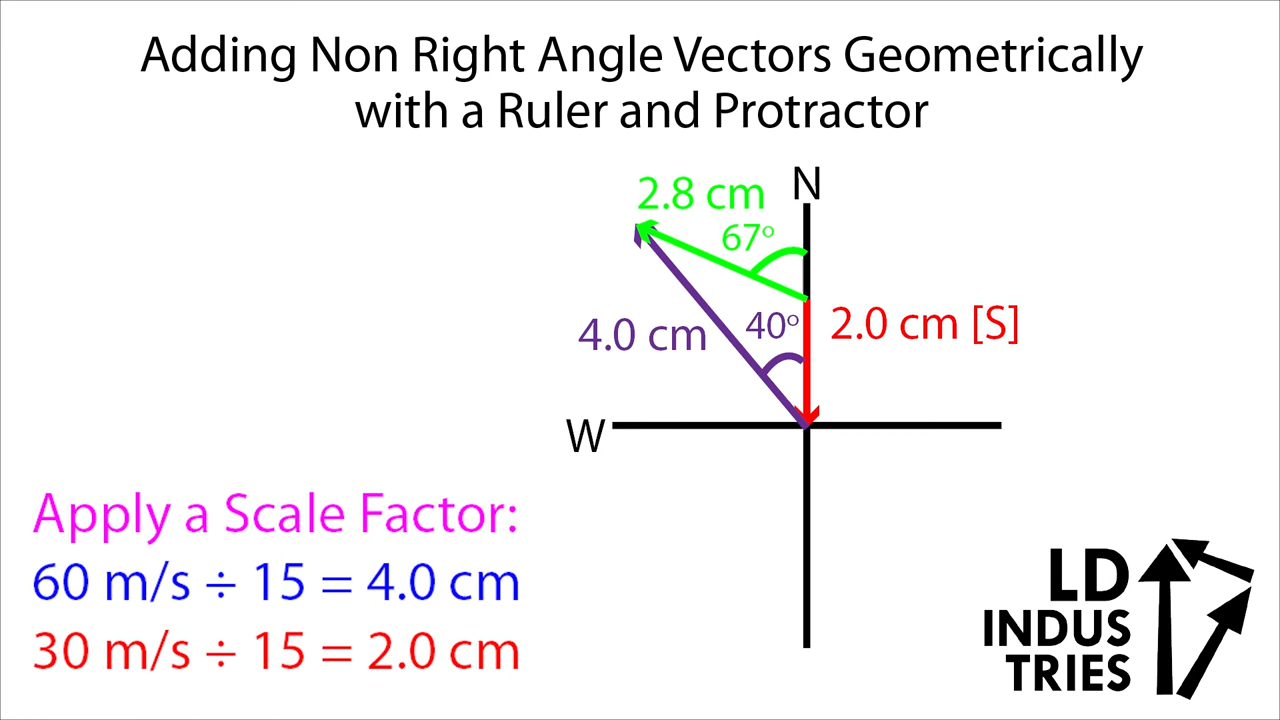 Adding Non Right Angle Vectors Geometrically
with a Ruler and Protractor
N
2.8 cm
67°
4.0 cm
40°
2.0 cm [S]
W
Apply a Scale Factor:
60 m/s ÷ 15 = 4.0 cm
30 m/s ÷ 15 = 2.0 cm
LD
INDUS
TRIES